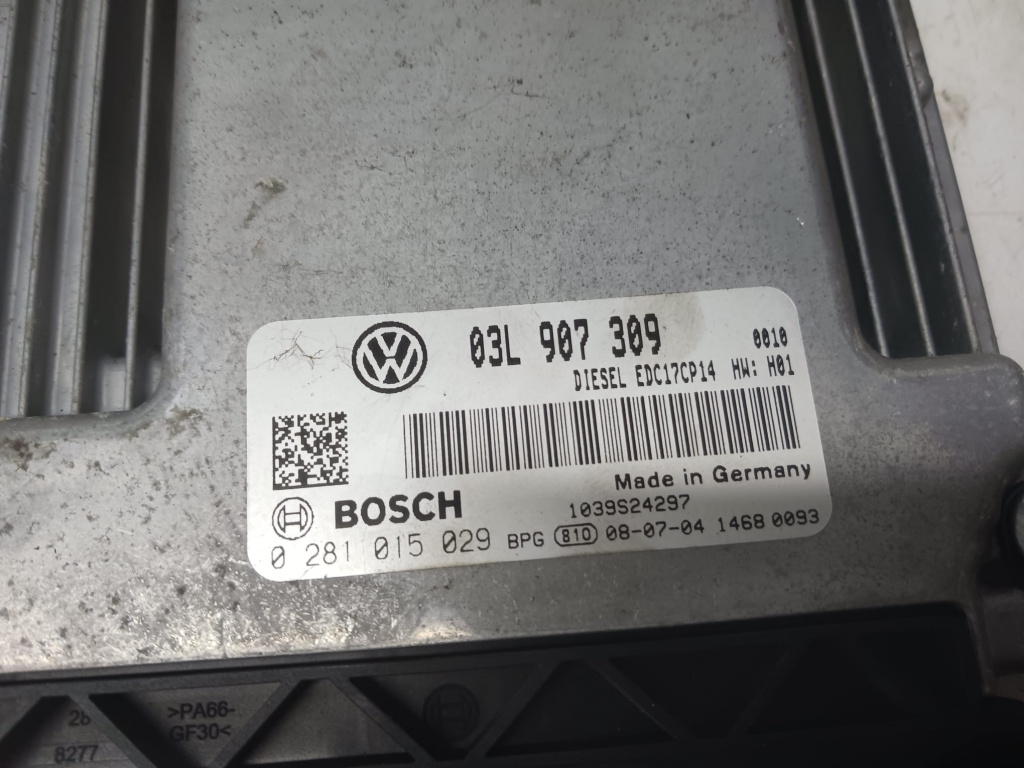 03L 907 309 0010
DIESEL EDC17CP14 HW: H01
Made in Germany
BOSCH 1039S24297
0 281 015 029 BPG 810 08-07-04 1468 0093
28 >PA66-
GF30<
8277